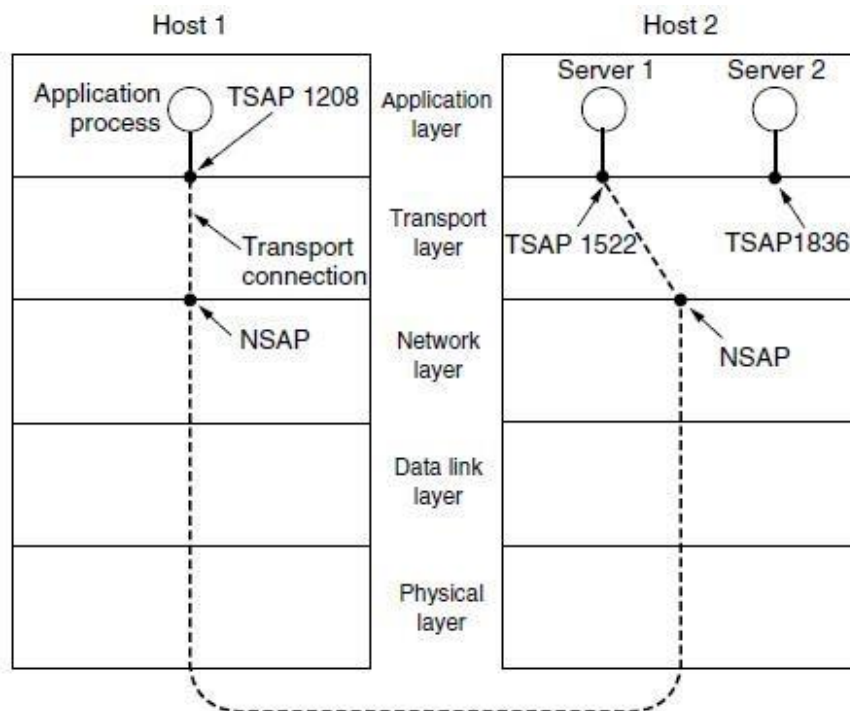 Host 1
Host 2
Application
process
TSAP 1208
Application
layer
Server 1
Server 2
Transport
connection
Transport
layer
TSAP 1522
TSAP1836
NSAP
Network
layer
NSAP
Data link
layer
Physical
layer